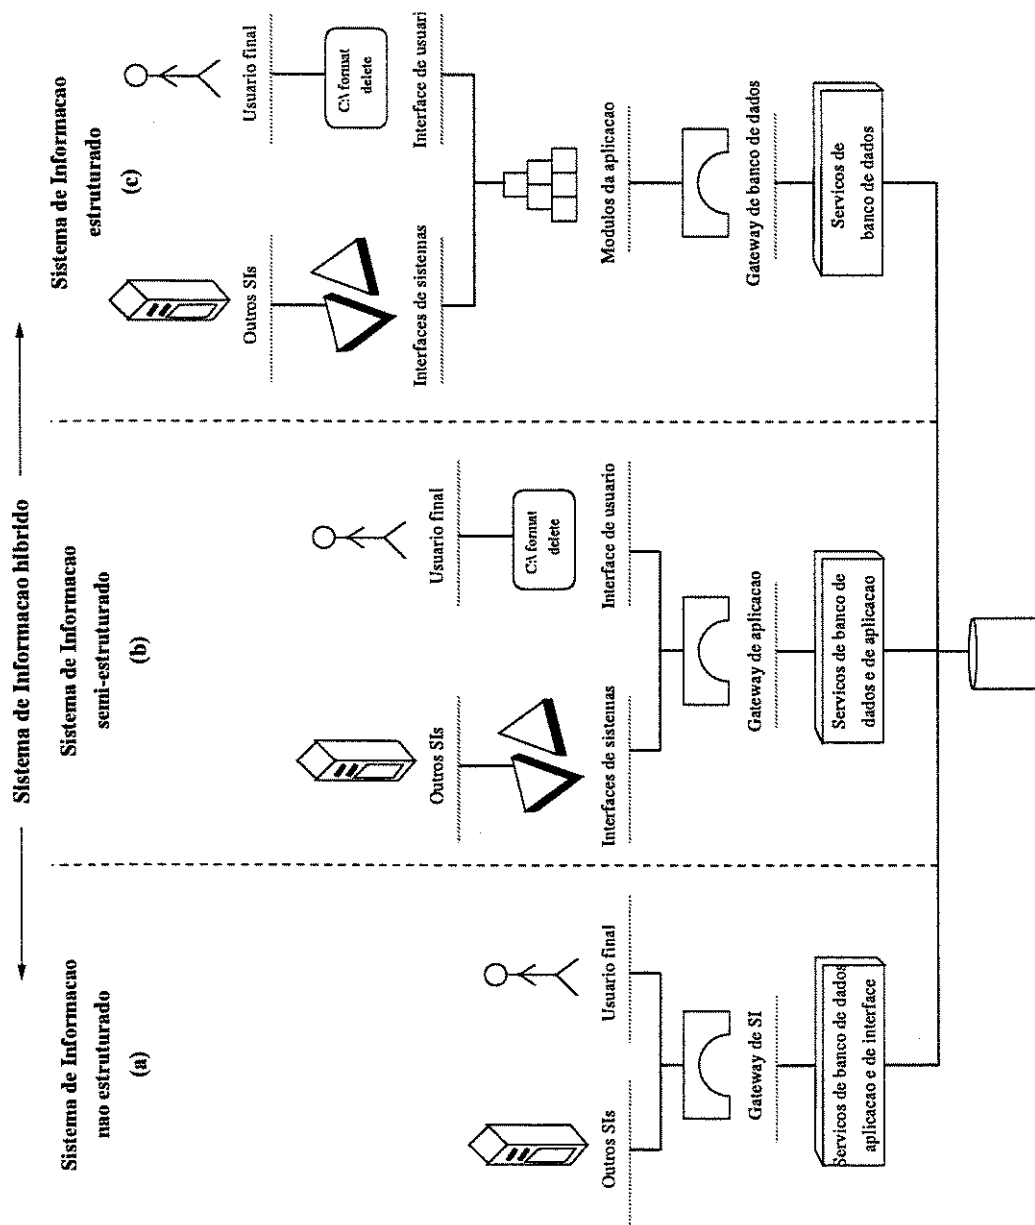 Sistema de Informacao hibrido
Sistema de Informacao
nao estruturado
(a)
Outros SIs
Usuario final
Gateway de SI
Servicos de banco de dados
aplicacao e de interface
Sistema de Informacao
semi-estruturado
(b)
Outros SIs
Usuario final
C:\ format
delete
Interfaces de sistemas
Interface de usuario
Gateway de aplicacao
Servicos de banco de
dados e de aplicacao
Sistema de Informacao
estruturado
(c)
Outros SIs
Usuario final
C:\ format
delete
Interfaces de sistemas
Interface de usuari
Modulos da aplicacao
Gateway de banco de dados
Servicos de
banco de dados